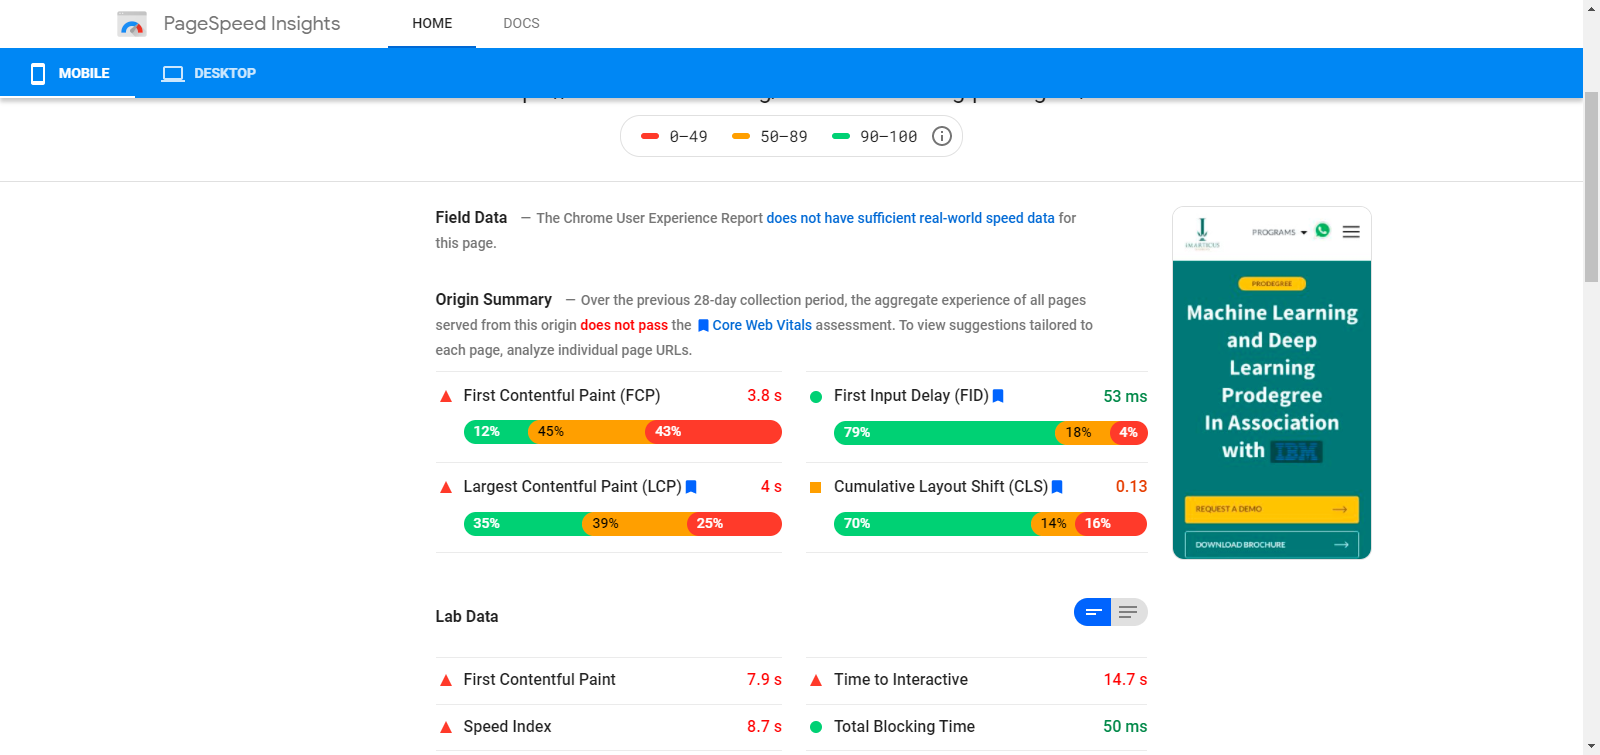 PageSpeed Insights
HOME
DOCS
MOBILE
DESKTOP
0–49
50–89
90–100
Field Data — The Chrome User Experience Report does not have sufficient real-world speed data for
this page.
Origin Summary — Over the previous 28-day collection period, the aggregate experience of all pages
served from this origin does not pass the Core Web Vitals assessment. To view suggestions tailored to
each page, analyze individual page URLs.
First Contentful Paint (FCP) 3.8 s
12% 45% 43%
First Input Delay (FID) 53 ms
79% 18% 4%
Largest Contentful Paint (LCP) 4 s
35% 39% 25%
Cumulative Layout Shift (CLS) 0.13
70% 14% 16%
Lab Data
First Contentful Paint 7.9 s
Time to Interactive 14.7 s
Speed Index 8.7 s
Total Blocking Time 50 ms
IMARTICUS
PROGRAMS
PRODEGREE
Machine Learning
and Deep
Learning
Prodegree
In Association
with IBM
REQUEST A DEMO
DOWNLOAD BROCHURE